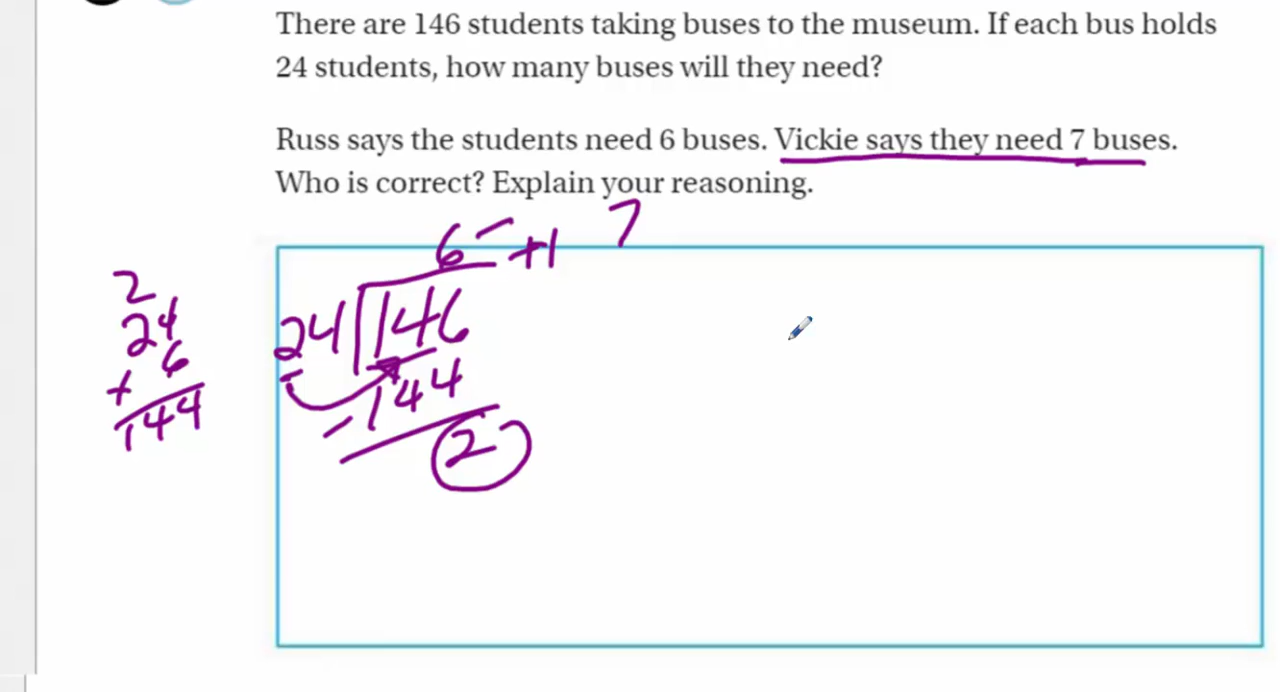 There are 146 students taking buses to the museum. If each bus holds
24 students, how many buses will they need?
Russ says the students need 6 buses. Vickie says they need 7 buses.
Who is correct? Explain your reasoning.
6 +1 7
24 146
- 144
2
2
24
+ 6
144